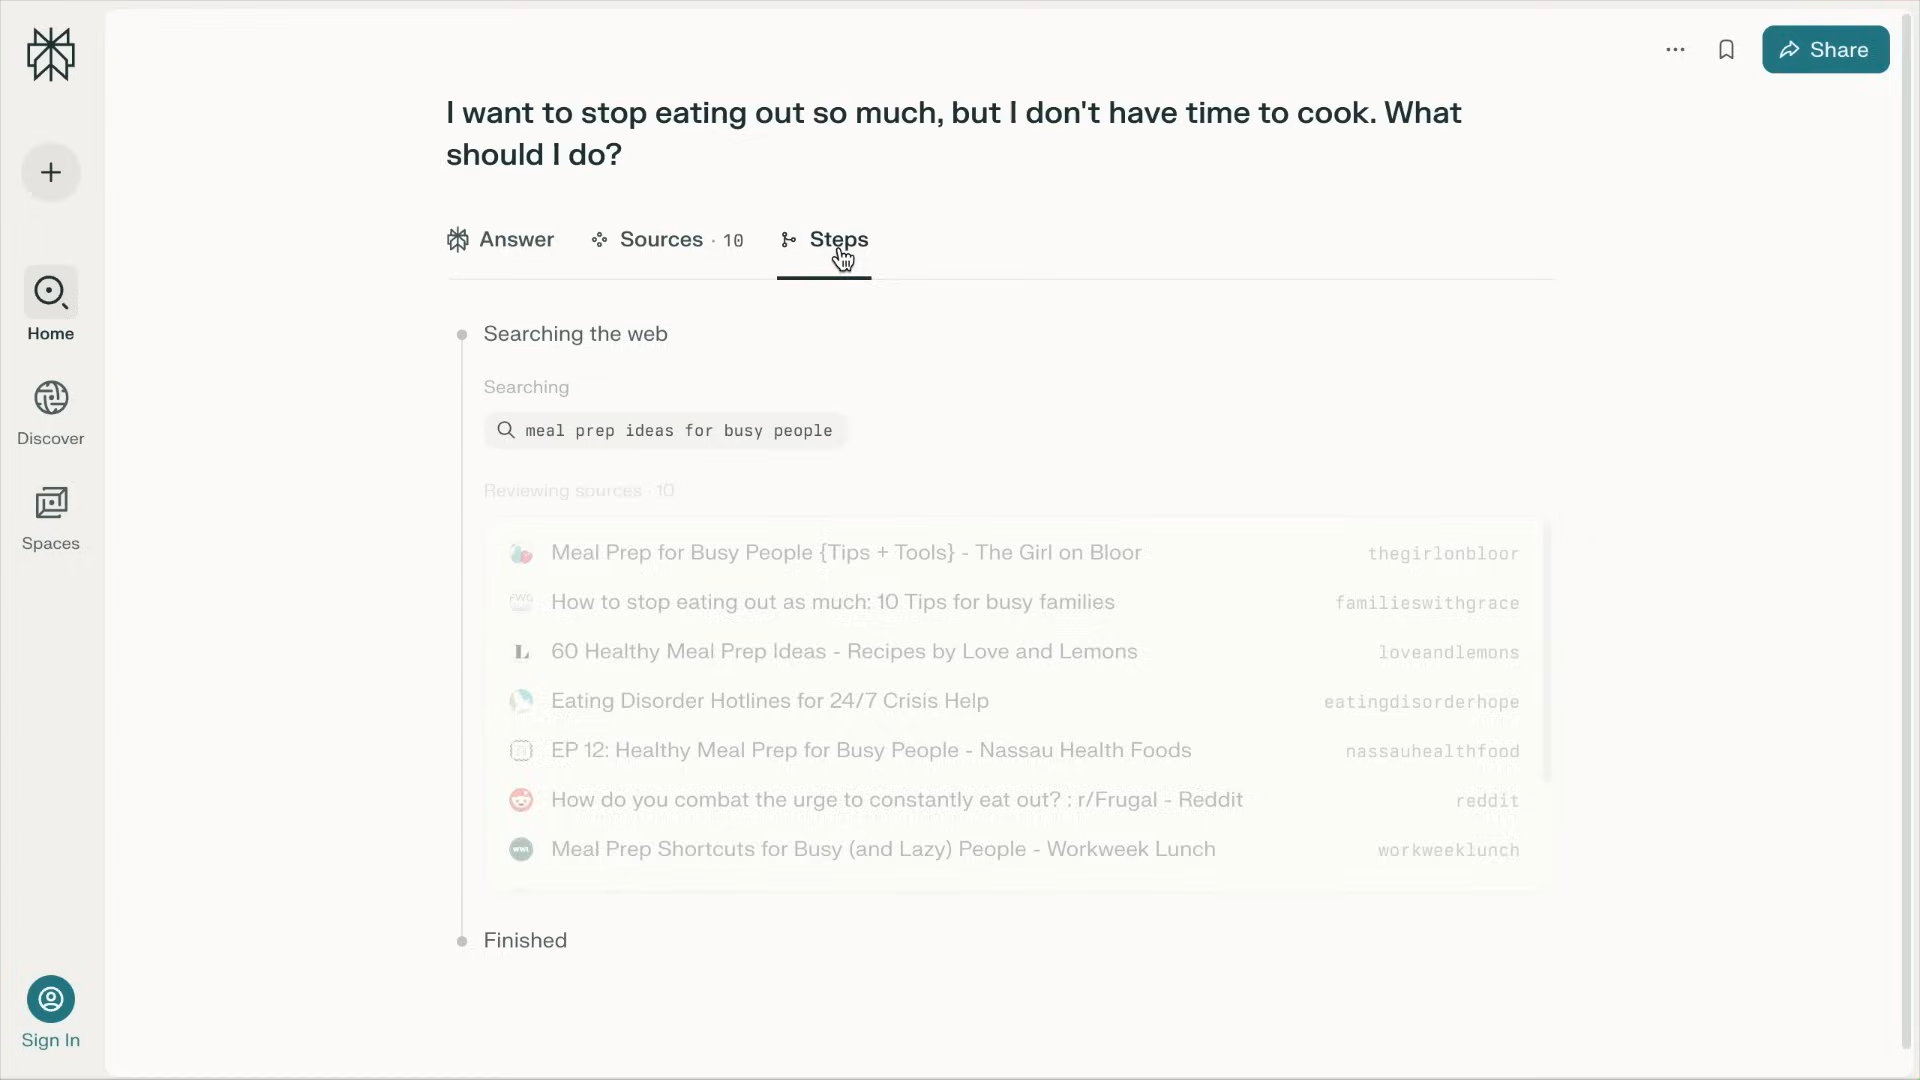 Share
I want to stop eating out so much, but I don't have time to cook. What
should I do?
Answer
Sources · 10
Steps
Home
Discover
Spaces
Sign In
Searching the web
Searching
meal prep ideas for busy people
Reviewing sources · 10
Meal Prep for Busy People {Tips + Tools} - The Girl on Bloor thegirlonbloor
FWG How to stop eating out as much: 10 Tips for busy families familieswithgrace
L 60 Healthy Meal Prep Ideas - Recipes by Love and Lemons loveandlemons
Eating Disorder Hotlines for 24/7 Crisis Help eatingdisorderhope
EP 12: Healthy Meal Prep for Busy People - Nassau Health Foods nassauhealthfood
How do you combat the urge to constantly eat out? : r/Frugal - Reddit reddit
WWL Meal Prep Shortcuts for Busy (and Lazy) People - Workweek Lunch workweeklunch
Finished